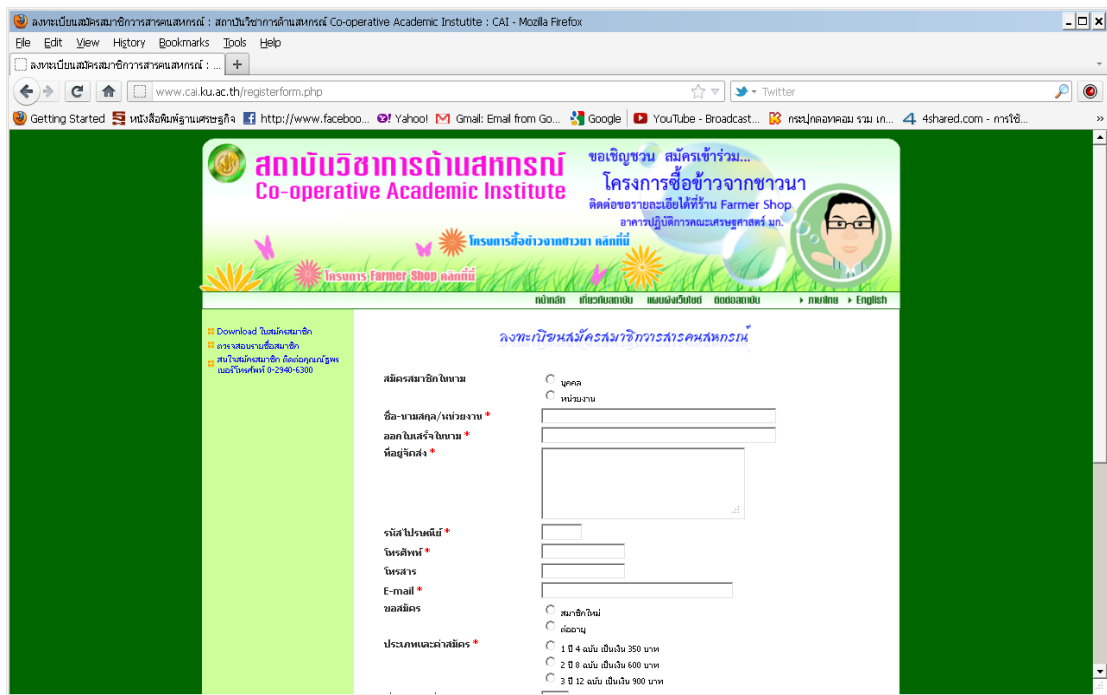 ลงทะเบียนสมัครสมาชิกวารสารคนสหกรณ์ : สถาบันวิชาการด้านสหกรณ์ Co-operative Academic Instutite : CAI - Mozilla Firefox
File Edit View History Bookmarks Tools Help
ลงทะเบียนสมัครสมาชิกวารสารคนสหกรณ์ : ... +
www.cai.ku.ac.th/registerform.php Twitter
Getting Started หนังสือพิมพ์ฐานเศรษฐกิจ http://www.faceboo... Yahoo! Gmail: Email from Go... Google YouTube - Broadcast... กระปุกดอทคอม รวม เก... 4shared.com - การใช้... »
สถาบันวิชาการด้านสหกรณ์
Co-operative Academic Institute
ขอเชิญชวน สมัครเข้าร่วม...
โครงการซื้อข้าวจากชาวนา
ติดต่อขอรายละเอียดได้ที่ร้าน Farmer Shop
อาคารปฏิบัติการคณะเศรษฐศาสตร์ มก.
โครงการซื้อข้าวจากชาวนา คลิกที่นี่
โครงการ Farmer Shop คลิกที่นี่
หน้าหลัก เกี่ยวกับสถาบัน แผนผังเว็บไซต์ ติดต่อสถาบัน ภาษาไทย English
Download ใบสมัครสมาชิก
ตรวจสอบรายชื่อสมาชิก
สนใจสมัครสมาชิก ติดต่อคุณณัฐพร
เบอร์โทรศัพท์ 0-2940-6300
ลงทะเบียนสมัครสมาชิกวารสารคนสหกรณ์
สมัครสมาชิกในนาม บุคคล
หน่วยงาน
ชื่อ-นามสกุล/หน่วยงาน *
ออกใบเสร็จในนาม *
ที่อยู่จัดส่ง *
รหัสไปรษณีย์ *
โทรศัพท์ *
โทรสาร
E-mail *
ขอสมัคร สมาชิกใหม่
ต่ออายุ
ประเภทและค่าสมัคร * 1 ปี 4 ฉบับ เป็นเงิน 350 บาท
2 ปี 8 ฉบับ เป็นเงิน 600 บาท
3 ปี 12 ฉบับ เป็นเงิน 900 บาท